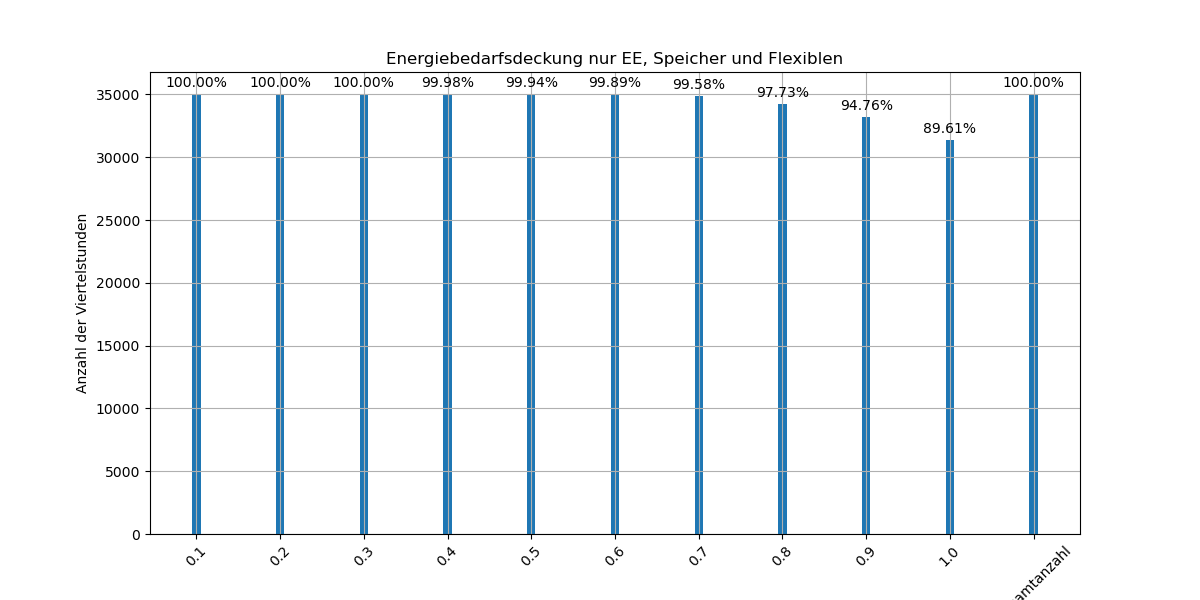 Energiebedarfsdeckung nur EE, Speicher und Flexiblen
100.00% 100.00% 100.00% 99.98% 99.94% 99.89% 99.58% 97.73% 94.76% 89.61% 100.00%
Anzahl der Viertelstunden
35000
30000
25000
20000
15000
10000
5000
0
0.1 0.2 0.3 0.4 0.5 0.6 0.7 0.8 0.9 1.0 amtanzahl